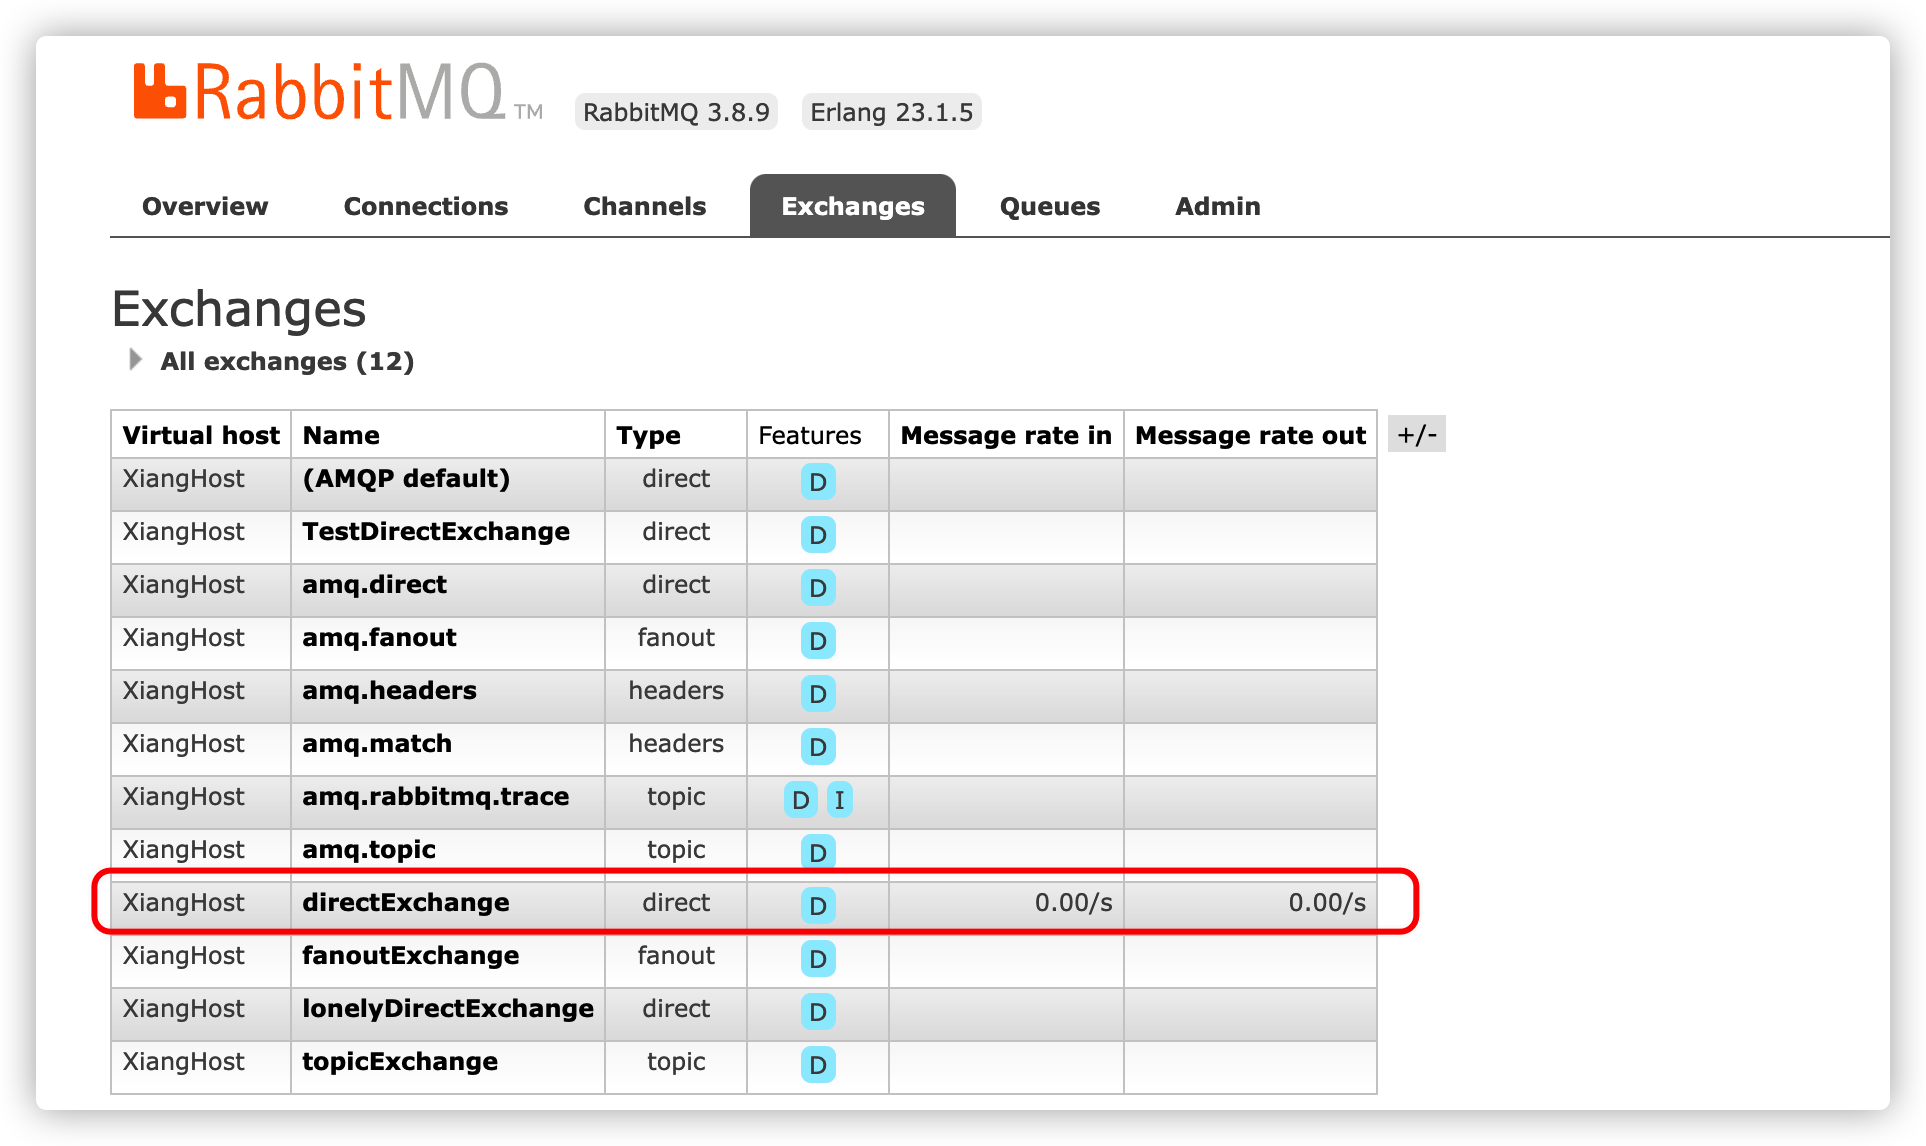 RabbitMQ TM RabbitMQ 3.8.9 Erlang 23.1.5
Overview Connections Channels Exchanges Queues Admin
Exchanges
All exchanges (12)
Virtual host Name Type Features Message rate in Message rate out +/-
XiangHost (AMQP default) direct D
XiangHost TestDirectExchange direct D
XiangHost amq.direct direct D
XiangHost amq.fanout fanout D
XiangHost amq.headers headers D
XiangHost amq.match headers D
XiangHost amq.rabbitmq.trace topic D I
XiangHost amq.topic topic D
XiangHost directExchange direct D 0.00/s 0.00/s
XiangHost fanoutExchange fanout D
XiangHost lonelyDirectExchange direct D
XiangHost topicExchange topic D